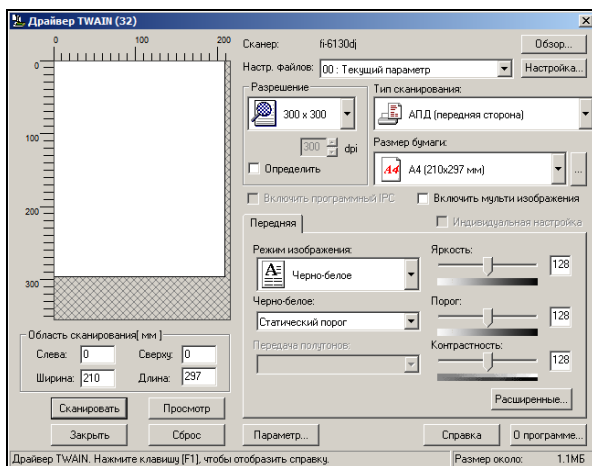 Драйвер TWAIN (32)
0 100 200
0
100
200
300
Сканер: fi-6130dj Обзор...
Настр. файлов: 00 : Текущий параметр Настройка...
Разрешение
300 x 300
300 dpi
Определить
Тип сканирования:
АПД (передняя сторона)
Размер бумаги:
A4 A4 (210x297 мм) ...
Включить программный IPC Включить мульти изображения
Передняя Индивидуальная настройка
Режим изображения:
Черно-белое
Черно-белое:
Статический порог
Передача полутонов:
Яркость:
128
Порог:
128
Контрастность:
128
Расширенные...
Область сканирования[ мм ]
Слева: 0 Сверху: 0
Ширина: 210 Длина: 297
Сканировать Просмотр
Закрыть Сброс Параметр... Справка О программе...
Драйвер TWAIN. Нажмите клавишу [F1], чтобы отобразить справку. Размер около: 1.1МБ